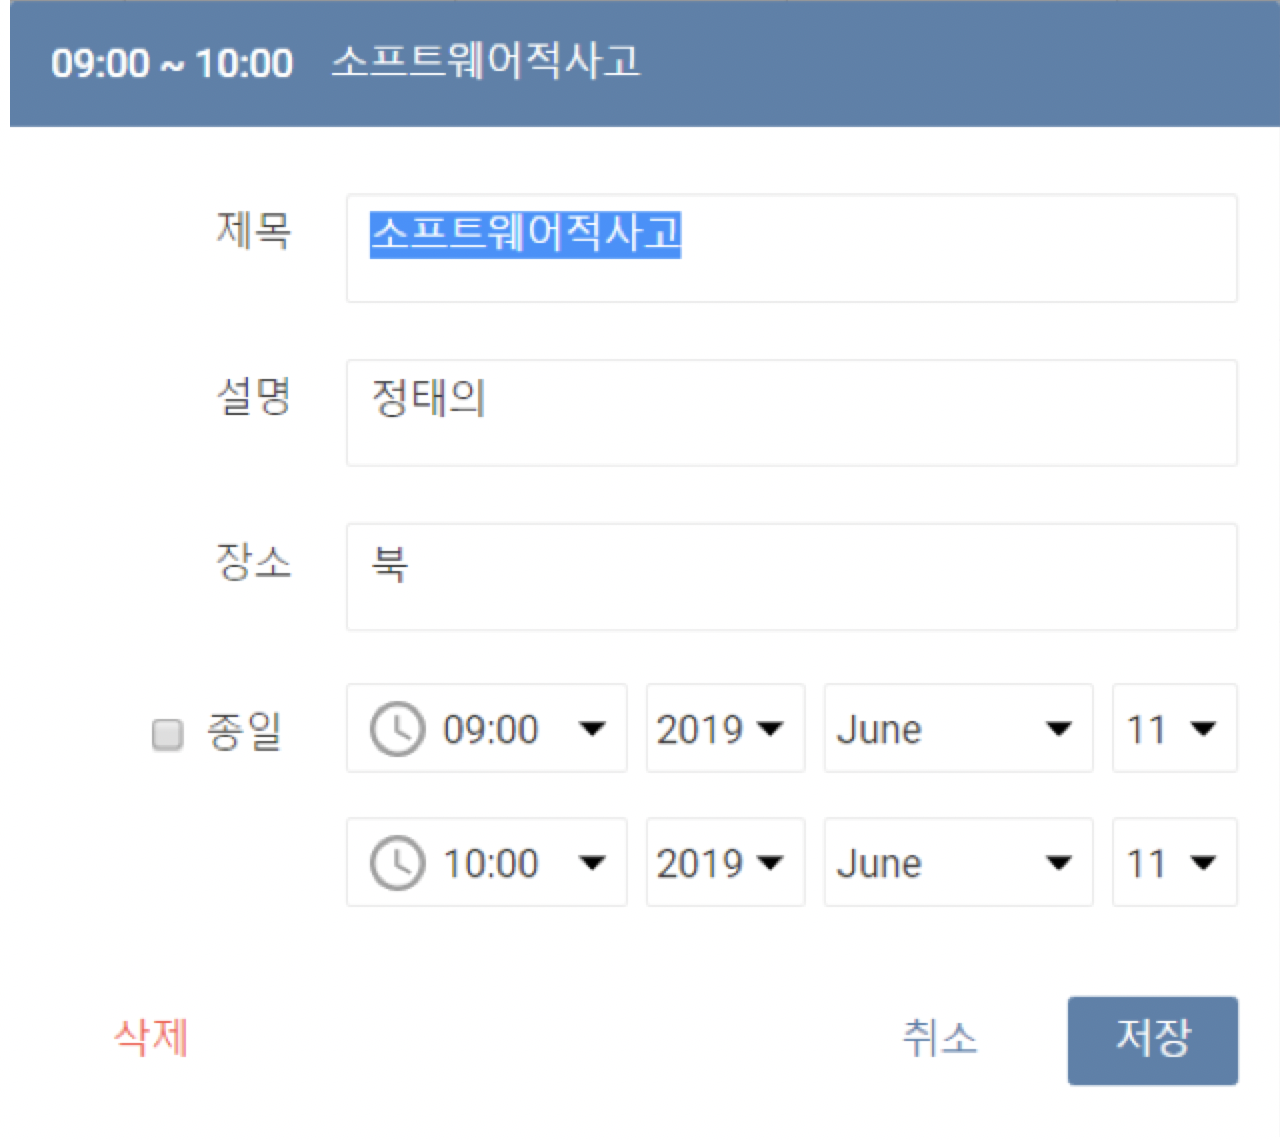 09:00 ~ 10:00 소프트웨어적사고
제목 소프트웨어적사고
설명 정태의
장소 북
종일 09:00 2019 June 11
10:00 2019 June 11
삭제 취소 저장